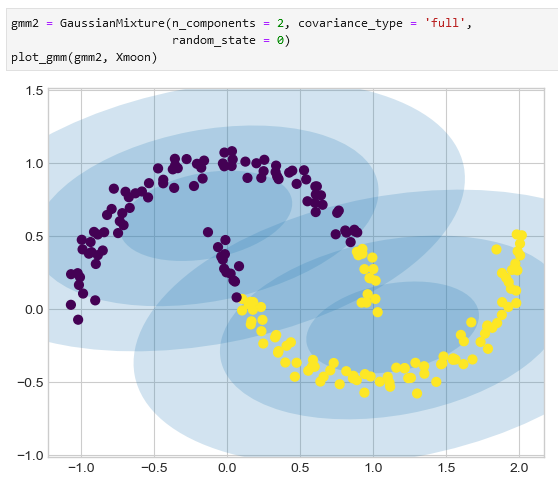 gmm2 = GaussianMixture(n_components = 2, covariance_type = 'full',
random_state = 0)
plot_gmm(gmm2, Xmoon)
1.5
1.0
0.5
0.0
−0.5
−1.0
−1.0 −0.5 0.0 0.5 1.0 1.5 2.0